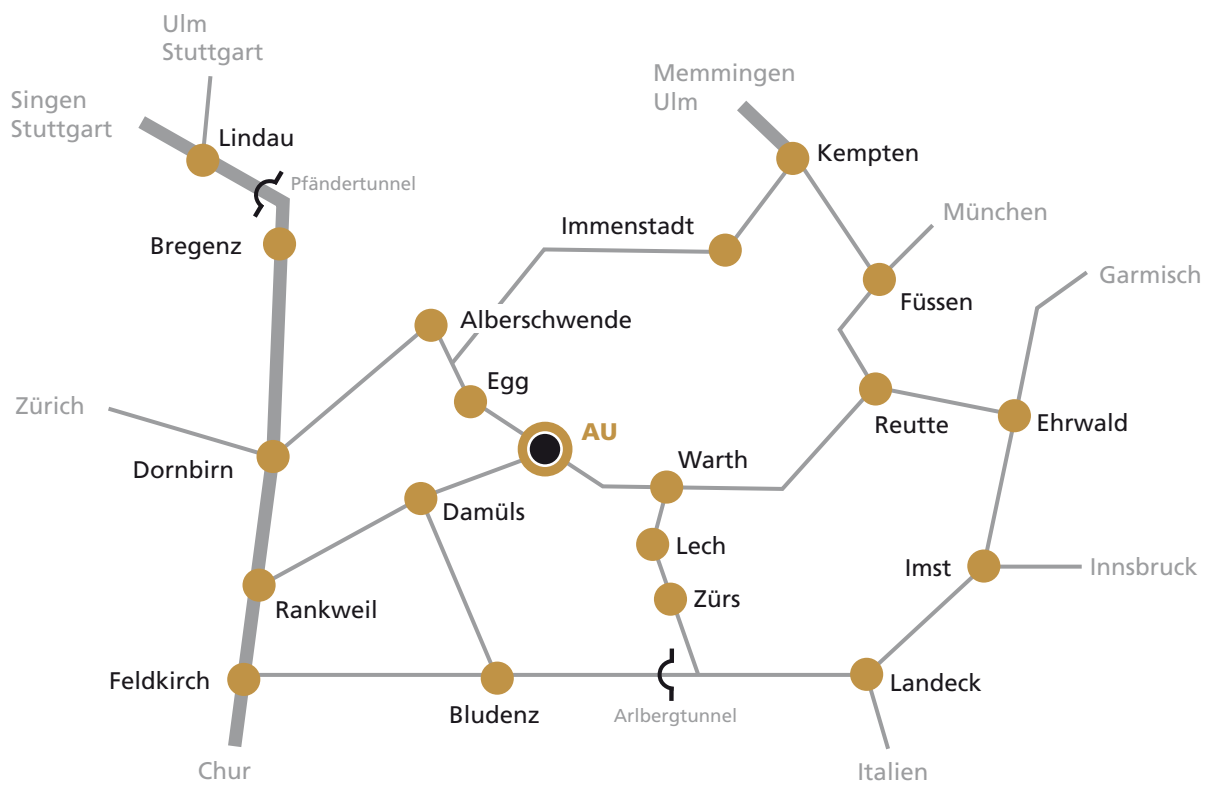 Ulm
Stuttgart
Singen
Stuttgart
Lindau
Pfändertunnel
Bregenz
Memmingen
Ulm
Kempten
Immenstadt
München
Füssen
Garmisch
Alberschwende
Egg
AU
Zürich
Dornbirn
Damüls
Warth
Reutte
Ehrwald
Lech
Zürs
Imst
Innsbruck
Rankweil
Feldkirch
Bludenz
Arlbergtunnel
Landeck
Chur
Italien